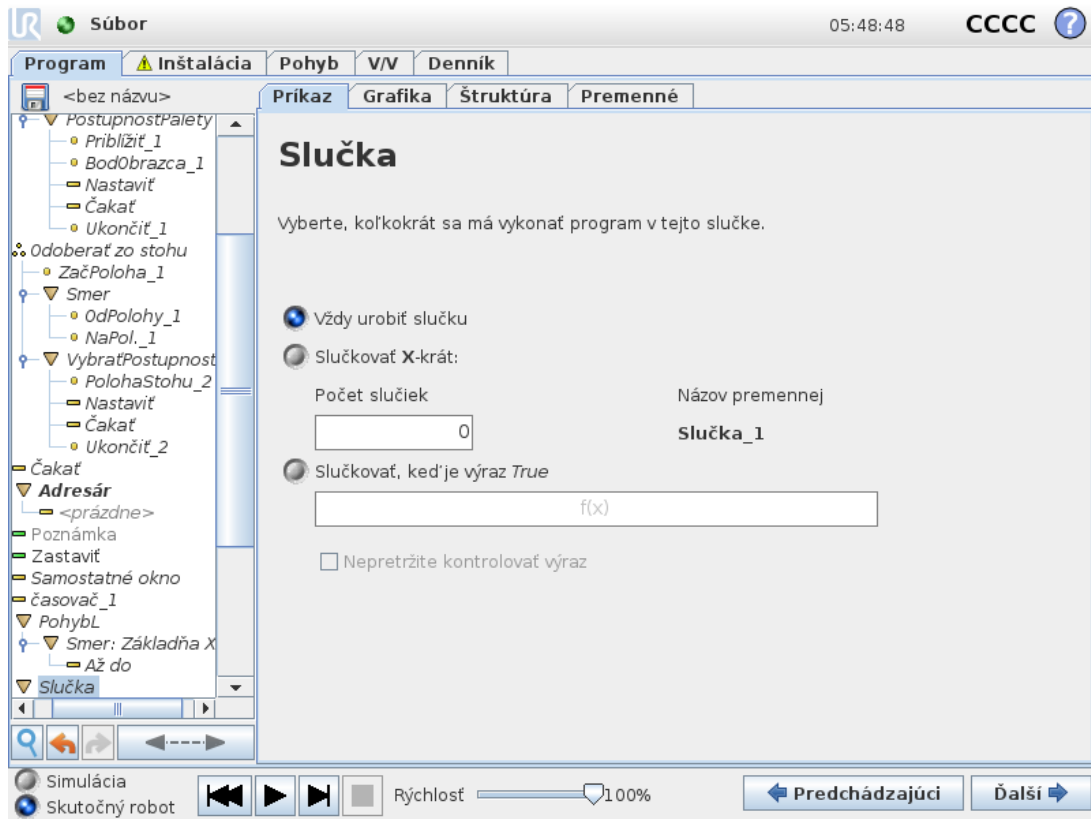 Súbor
05:48:48
CCCC
?
Program
Inštalácia
Pohyb
V/V
Denník
<bez názvu>
Príkaz
Grafika
Štruktúra
Premenné
PostupnostPalety
Priblížiť_1
BodObrazca_1
Nastaviť
Čakať
Ukončiť_1
Odoberať zo stohu
ZačPoloha_1
Smer
OdPolohy_1
NaPol._1
VybraťPostupnost
PolohaStohu_2
Nastaviť
Čakať
Ukončiť_2
Čakať
Adresár
<prázdne>
Poznámka
Zastaviť
Samostatné okno
časovač_1
PohybL
Smer: Základňa X
Až do
Slučka
Slučka
Vyberte, koľkokrát sa má vykonať program v tejto slučke.
Vždy urobiť slučku
Slučkovať X-krát:
Počet slučiek
Názov premennej
0
Slučka_1
Slučkovať, keď je výraz True
f(x)
Nepretržite kontrolovať výraz
Simulácia
Skutočný robot
Rýchlosť
100%
Predchádzajúci
Ďalší